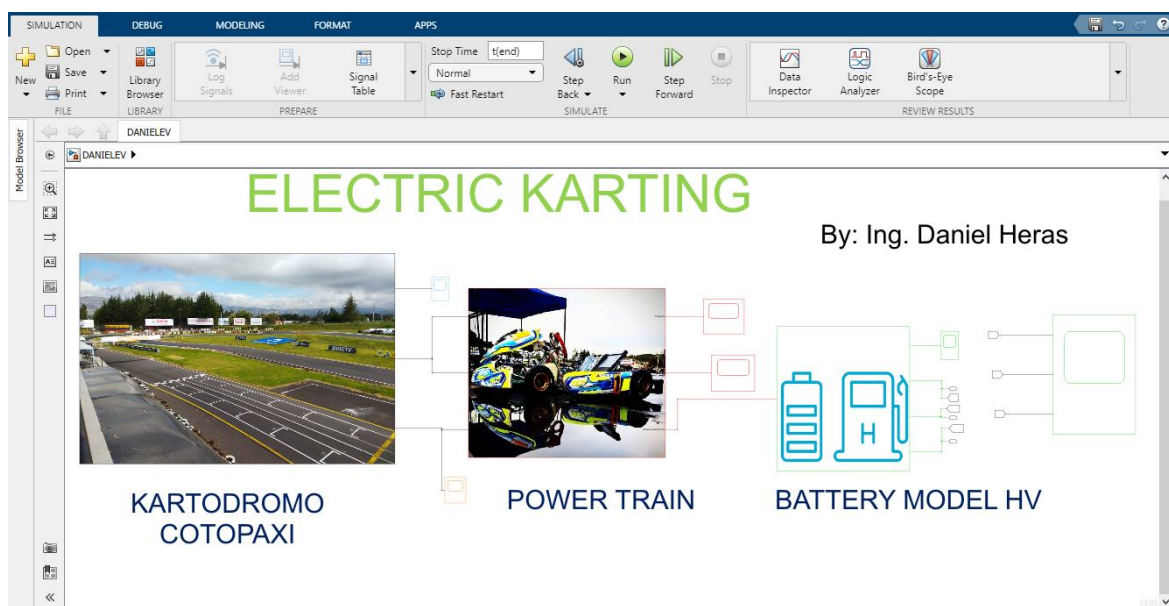 SIMULATION DEBUG MODELING FORMAT APPS
New
Open
Save
Print
FILE
Library
Browser
LIBRARY
Log
Signals
Add
Viewer
Signal
Table
PREPARE
Stop Time t(end)
Normal
Fast Restart
Step
Back
Run
Step
Forward
Stop
SIMULATE
Data
Inspector
Logic
Analyzer
Bird's-Eye
Scope
REVIEW RESULTS
Model Browser
DANIELEV
DANIELEV
ELECTRIC KARTING
By: Ing. Daniel Heras
H
KARTODROMO
COTOPAXI
POWER TRAIN
BATTERY MODEL HV